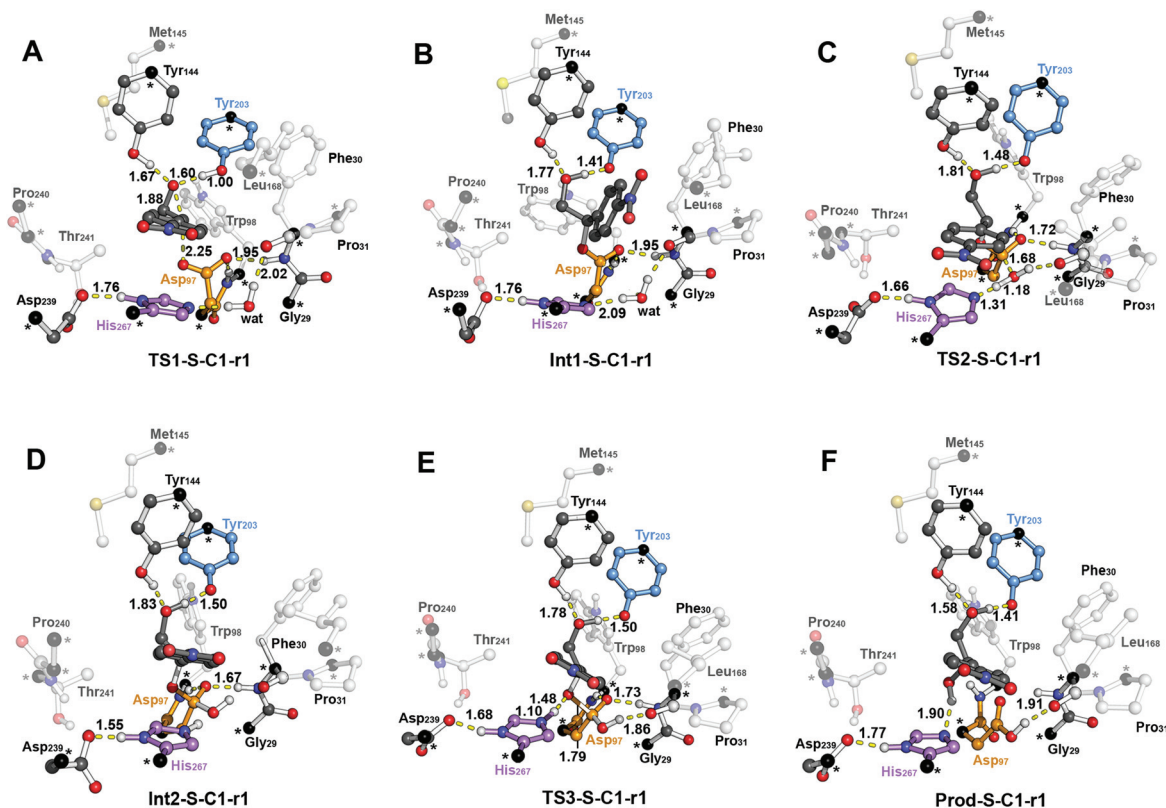 A
Met145
*
Tyr144
*
Tyr203
*
Phe30
1.60
1.67
1.00
Leu168
*
Pro240
*
1.88
Trp98
Thr241
*
2.25
1.95
*
Pro31
Asp97
2.02
Asp239
1.76
*
Gly29
*
His267
*
wat
TS1-S-C1-r1
B
Met145
*
Tyr144
*
Tyr203
*
Phe30
1.41
1.77
Pro240
*
Trp98
Leu168
*
Thr241
*
1.95
Pro31
Asp97
Asp239
1.76
*
Gly29
*
His267
*
2.09
wat
Int1-S-C1-r1
C
Met145
*
Tyr144
*
Tyr203
*
1.48
1.81
Trp98
Phe30
Pro240
*
Thr241
*
1.72
Asp97
1.68
Asp239
1.66
1.18
Gly29
*
Leu168
*
1.31
Pro31
His267
*
TS2-S-C1-r1
D
Met145
*
Tyr144
*
Tyr203
*
1.83
1.50
Pro240
*
Trp98
Phe30
*
Thr241
*
1.67
Asp97
Pro31
Asp239
1.55
*
Gly29
*
His267
*
Int2-S-C1-r1
E
Met145
*
Tyr144
*
Tyr203
*
1.78
1.50
Phe30
Pro240
*
Trp98
Thr241
*
Leu168
*
1.48
1.73
1.10
Asp239
1.68
*
1.86
Pro31
Asp97
Gly29
*
His267
*
1.79
TS3-S-C1-r1
F
Met145
*
Tyr144
*
Tyr203
*
1.58
1.41
Phe30
Pro240
*
Trp98
Thr241
*
Leu168
*
1.90
1.91
Asp239
1.77
*
Pro31
His267
*
Asp97
Gly29
*
Prod-S-C1-r1